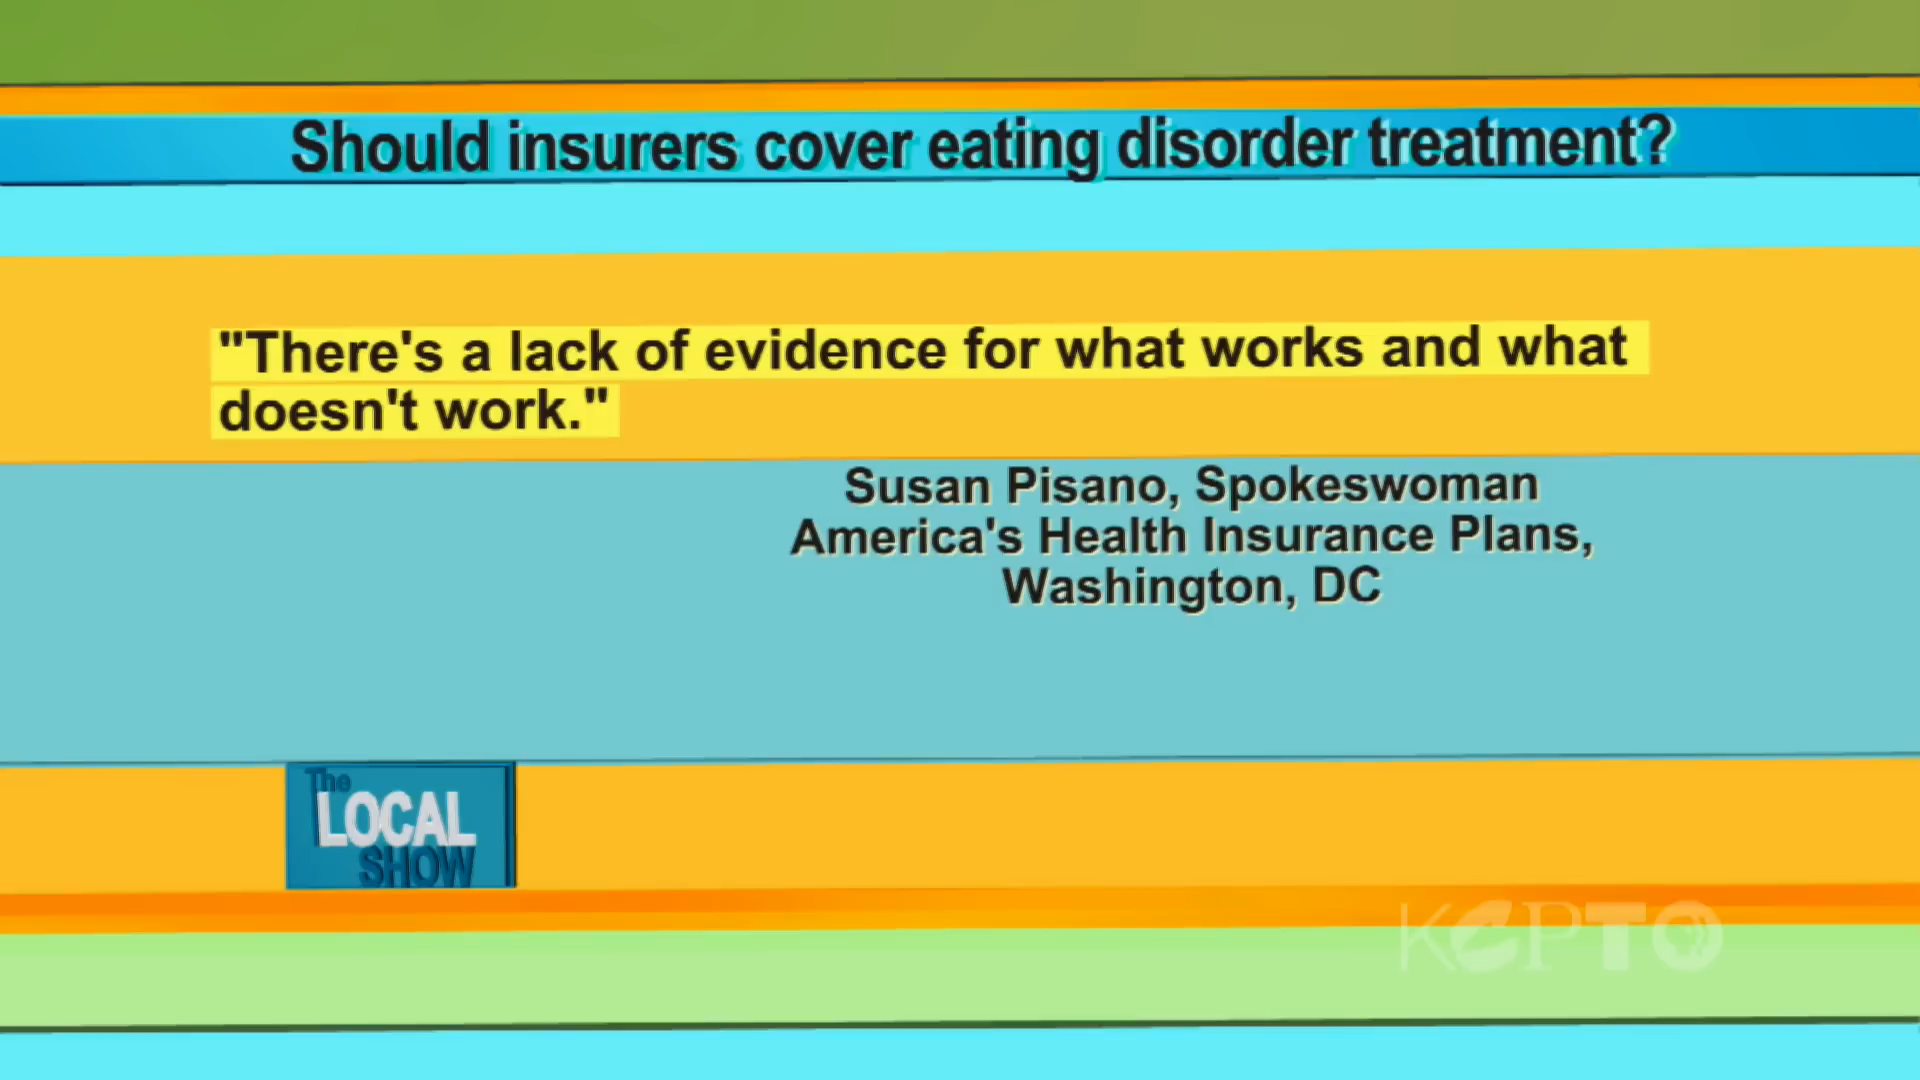 Should insurers cover eating disorder treatment?
"There's a lack of evidence for what works and what
doesn't work."
Susan Pisano, Spokeswoman
America's Health Insurance Plans,
Washington, DC
The
LOCAL
SHOW
KCPT